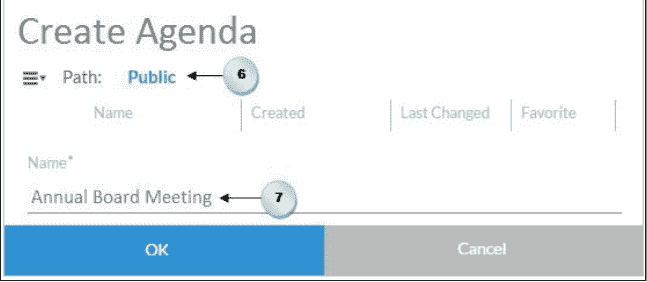 Create Agenda
Path: Public 6
Name Created Last Changed Favorite
Name*
Annual Board Meeting 7
OK Cancel